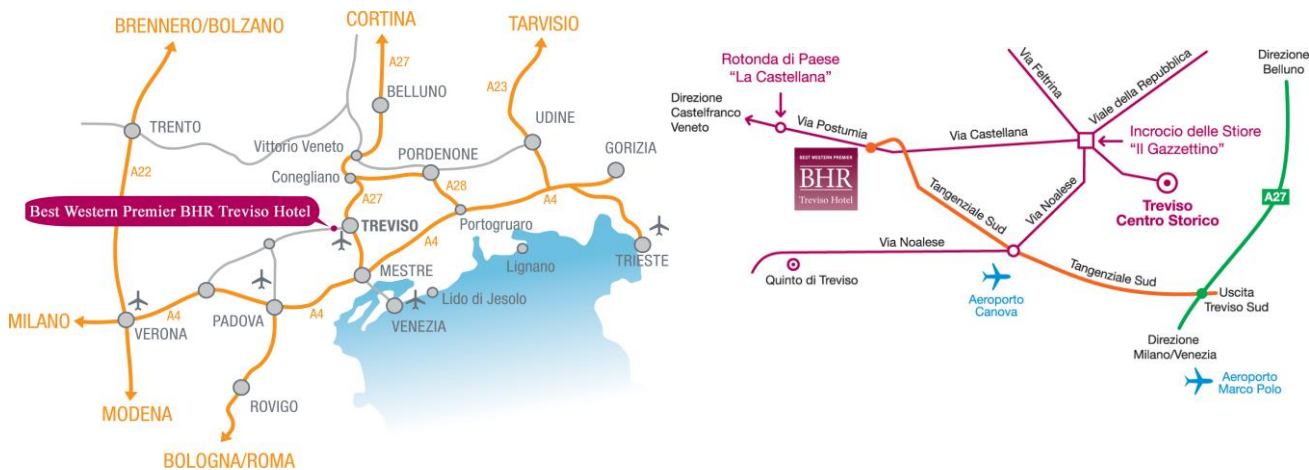 BRENNERO/BOLZANO
CORTINA
TARVISIO
A27
A23
BELLUNO
TRENTO
UDINE
Vittorio Veneto
PORDENONE
GORIZIA
Conegliano
A22
A27
A28
A4
Best Western Premier BHR Treviso Hotel
TREVISO
Portogruaro
A4
TRIESTE
MESTRE
Lignano
Lido di Jesolo
PADOVA
A4
A4
VENEZIA
MILANO
VERONA
MODENA
ROVIGO
BOLOGNA/ROMA
Rotonda di Paese
"La Castellana"
Via Feltrina
Viale della Repubblica
Direzione
Belluno
Direzione
Castelfranco
Veneto
Via Postumia
Via Castellana
Incrocio delle Stiore
"Il Gazzettino"
BEST WESTERN PREMIER
BHR
Treviso Hotel
Tangenziale Sud
Via Noalese
Treviso
Centro Storico
A27
Via Noalese
Quinto di Treviso
Aeroporto
Canova
Tangenziale Sud
Uscita
Treviso Sud
Direzione
Milano/Venezia
Aeroporto
Marco Polo